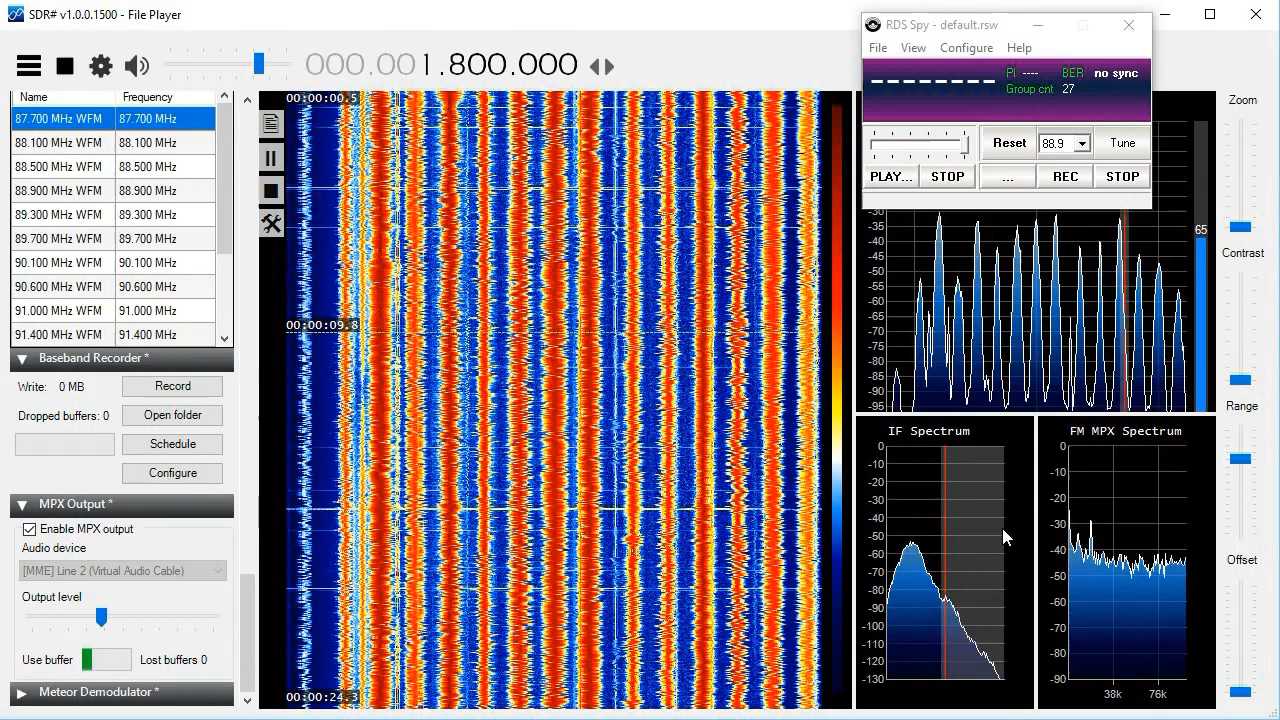 SDR# v1.0.0.1500 - File Player
000.001.800.000
RDS Spy - default.rsw
File View Configure Help
PI ---- BER no sync
Group cnt 27
Reset 88.9 Tune
PLAY... STOP ... REC STOP
Name Frequency
87.700 MHz WFM 87.700 MHz
88.100 MHz WFM 88.100 MHz
88.500 MHz WFM 88.500 MHz
88.900 MHz WFM 88.900 MHz
89.300 MHz WFM 89.300 MHz
89.700 MHz WFM 89.700 MHz
90.100 MHz WFM 90.100 MHz
90.600 MHz WFM 90.600 MHz
91.000 MHz WFM 91.000 MHz
91.400 MHz WFM 91.400 MHz
Baseband Recorder *
Write: 0 MB Record
Dropped buffers: 0 Open folder
Schedule
Configure
MPX Output *
Enable MPX output
Audio device
[MME] Line 2 (Virtual Audio Cable)
Output level
Use buffer Lost buffers 0
Meteor Demodulator *
00:00:00.5
00:00:09.8
00:00:24.3
-30
-35
-40
-45
-50
-55
-60
-65
-70
-75
-80
-85
-90
-95
65
IF Spectrum
0
-10
-20
-30
-40
-50
-60
-70
-80
-90
-100
-110
-120
-130
FM MPX Spectrum
0
-10
-20
-30
-40
-50
-60
-70
-80
-90
38k 76k
Zoom
Contrast
Range
Offset